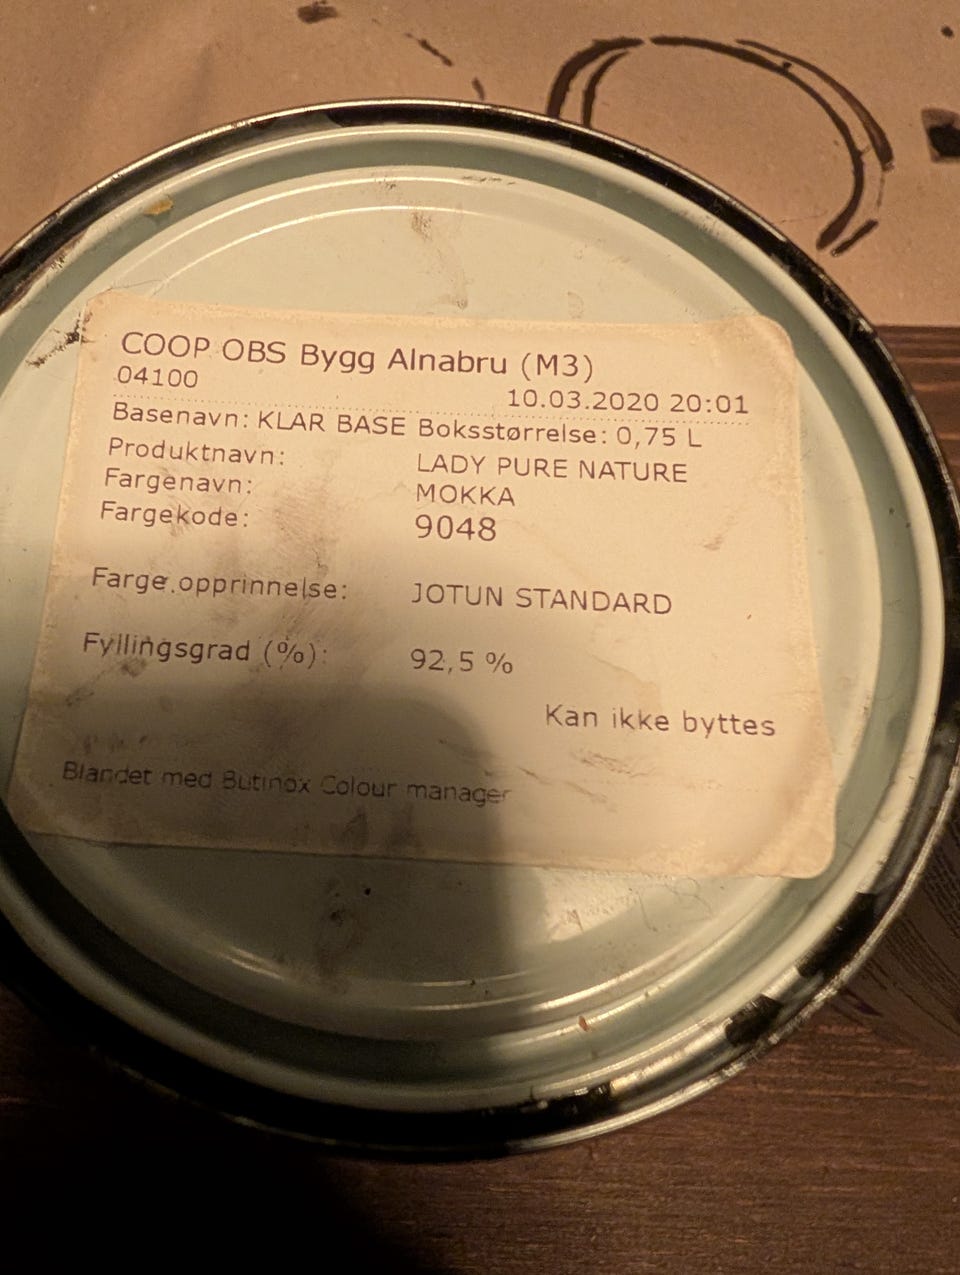 COOP OBS Bygg Alnabru (M3)
04100 10.03.2020 20:01
Basenavn: KLAR BASE Boksstørrelse: 0,75 L
Produktnavn: LADY PURE NATURE
Fargenavn: MOKKA
Fargekode: 9048
Farge.opprinnelse: JOTUN STANDARD
Fyllingsgrad (%): 92,5 %
Kan ikke byttes
Blandet med Butinox Colour manager